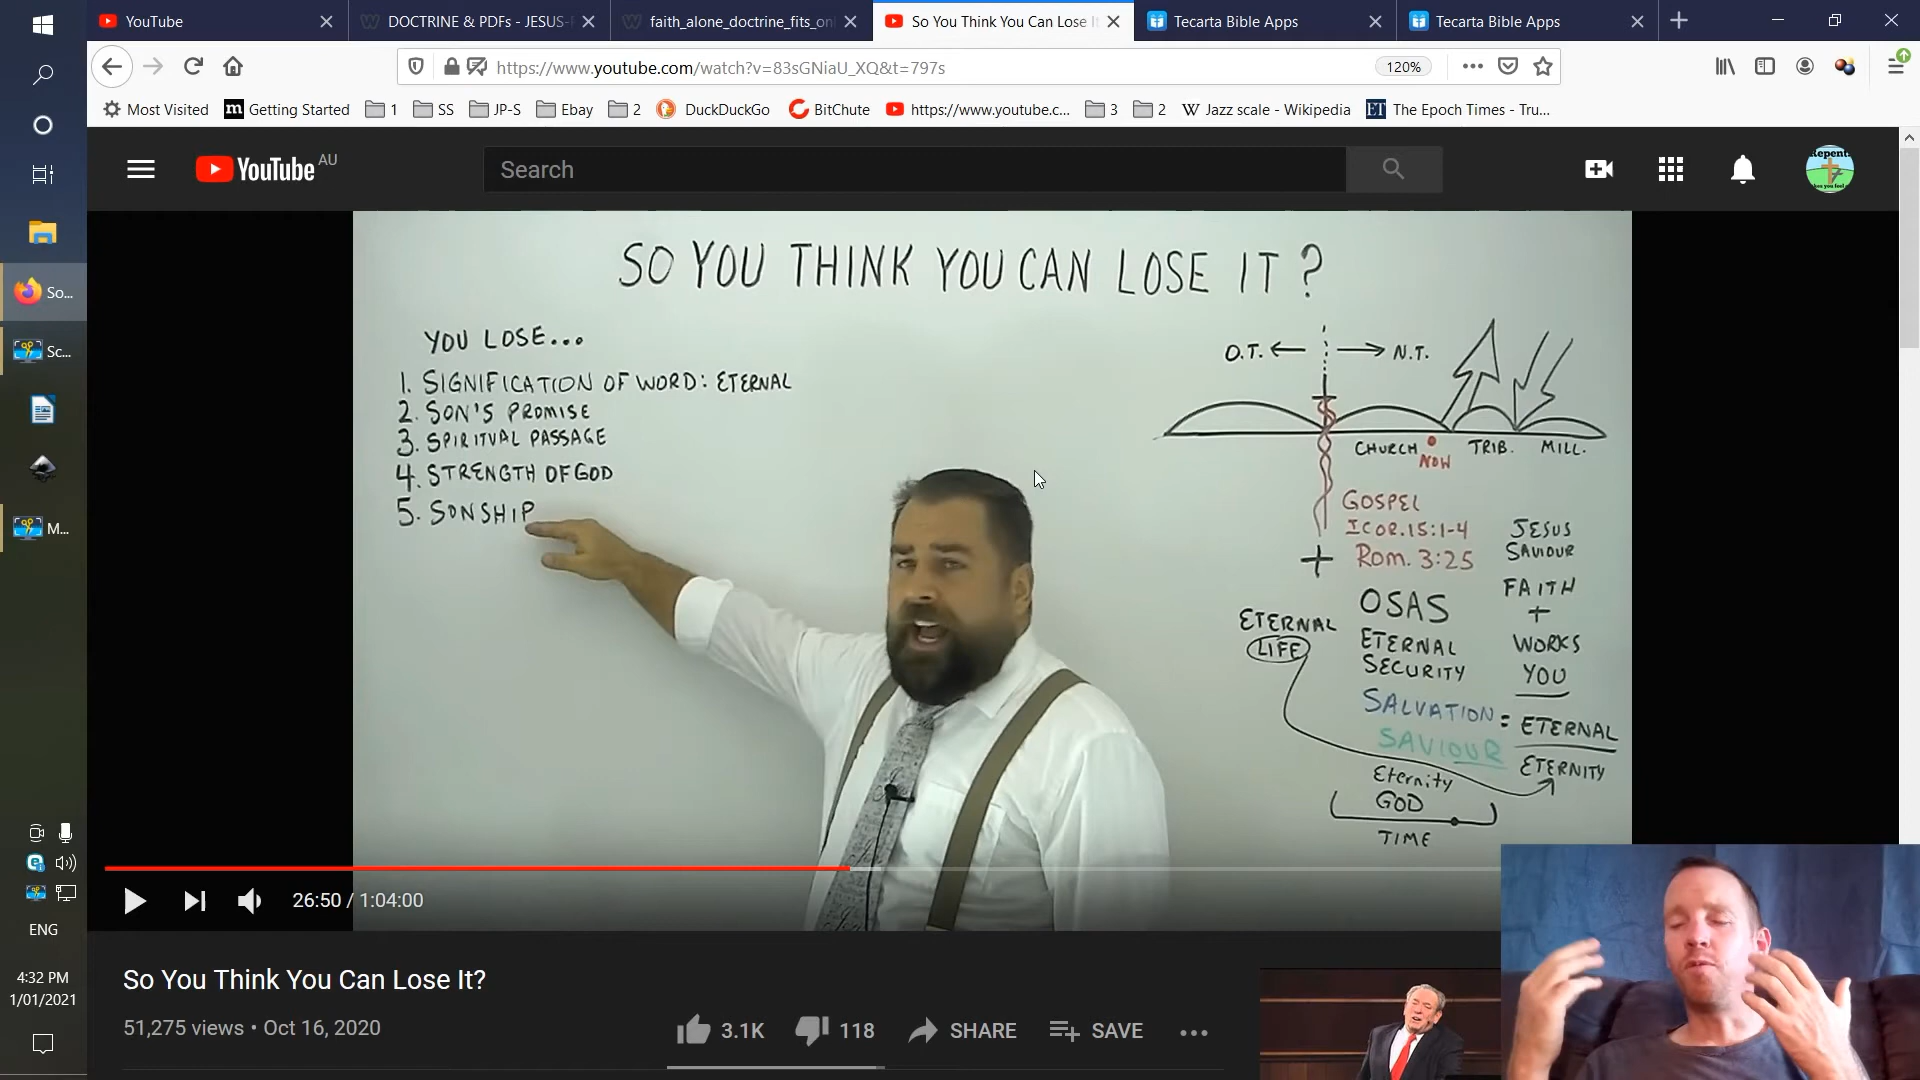 YouTube
DOCTRINE & PDFs - JESUS-
faith_alone_doctrine_fits_onl
So You Think You Can Lose It
Tecarta Bible Apps
Tecarta Bible Apps
https://www.youtube.com/watch?v=83sGNiaU_XQ&t=797s
120%
Most Visited
Getting Started
1
SS
JP-S
Ebay
2
DuckDuckGo
BitChute
https://www.youtube.c...
3
2
Jazz scale - Wikipedia
The Epoch Times - Tru...
YouTube AU
Search
Repent
SO YOU THINK YOU CAN LOSE IT?
YOU LOSE...
1. SIGNIFICATION OF WORD: ETERNAL
2. SON'S PROMISE
3. SPIRITUAL PASSAGE
4. STRENGTH OF GOD
5. SONSHIP
O.T. ← → N.T.
CHURCH TRIB. MILL.
NOW
GOSPEL
I COR. 15:1-4
Rom. 3:25
JESUS
SAVIOUR
FAITH
+
WORKS
YOU
ETERNAL
LIFE
OSAS
ETERNAL
SECURITY
SALVATION = ETERNAL
SAVIOUR
ETERNITY
Eternity
GOD
TIME
26:50 / 1:04:00
So You Think You Can Lose It?
51,275 views • Oct 16, 2020
3.1K
118
SHARE
SAVE
So...
Sc...
M...
ENG
4:32 PM
1/01/2021